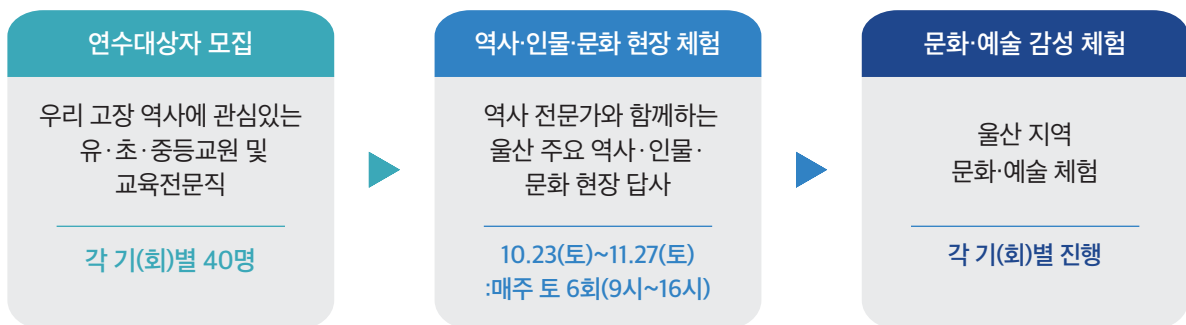 연수대상자 모집
우리 고장 역사에 관심있는
유·초·중등교원 및
교육전문직
각 기(회)별 40명
역사·인물·문화 현장 체험
역사 전문가와 함께하는
울산 주요 역사·인물·
문화 현장 답사
10.23(토)~11.27(토)
:매주 토 6회(9시~16시)
문화·예술 감성 체험
울산 지역
문화·예술 체험
각 기(회)별 진행